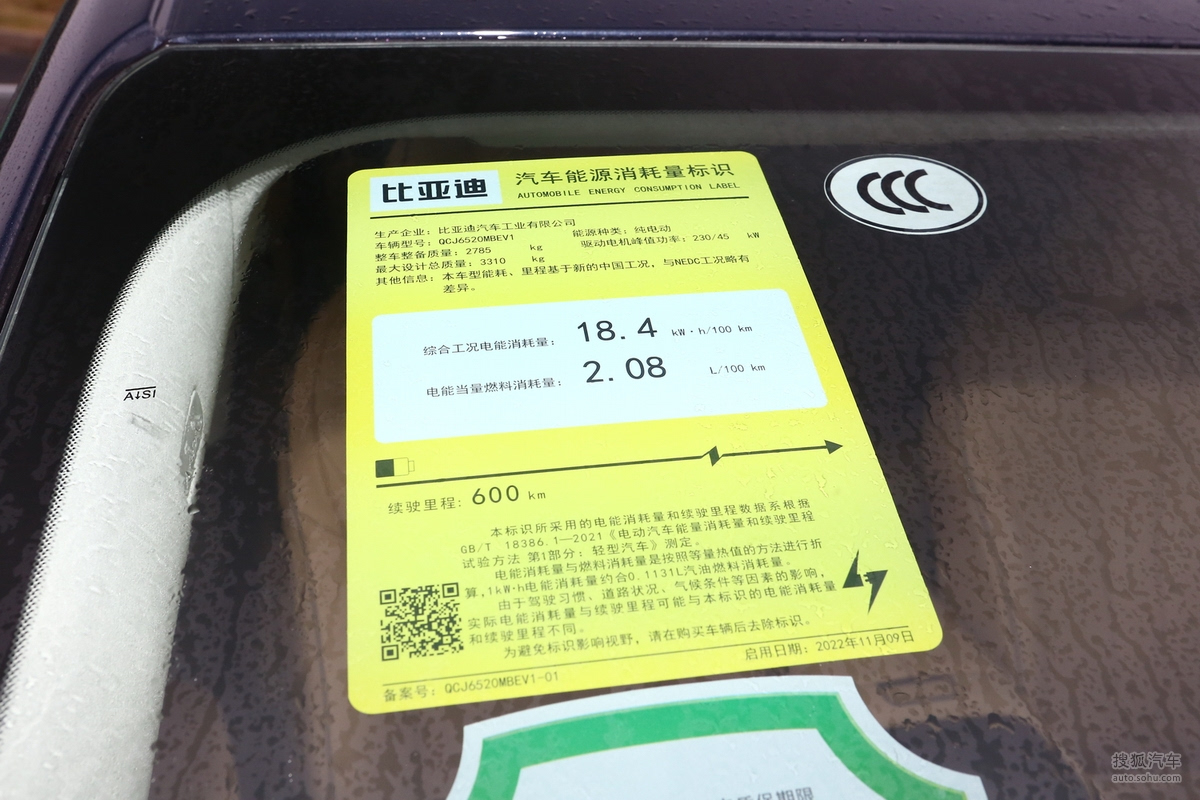 比亚迪
汽车能源消耗量标识
AUTOMOBILE ENERGY CONSUMPTION LABEL
生产企业：比亚迪汽车工业有限公司
车辆型号：QCJ6520MBEV1 能源种类：纯电动
整车整备质量：2785 kg 驱动电机峰值功率：230/45 kW
最大设计总质量：3310 kg
其他信息：本车型能耗、里程基于新的中国工况，与NEDC工况略有
差异。
综合工况电能消耗量： 18.4 kW·h/100 km
电能当量燃料消耗量： 2.08 L/100 km
续驶里程：600 km
本标识所采用的电能消耗量和续驶里程数据系根据
GB/T 18386.1—2021《电动汽车能量消耗量和续驶里程
试验方法 第1部分：轻型汽车》测定。
电能消耗量与燃料消耗量是按照等量热值的方法进行折
算,1kW·h电能消耗量约合0.1131L汽油燃料消耗量。
由于驾驶习惯、道路状况、气候条件等因素的影响，
实际电能消耗量与续驶里程可能与本标识的电能消耗量
和续驶里程不同。
为避免标识影响视野，请在购买车辆后去除标识。
备案号：QCJ6520MBEV1-01 启用日期：2022年11月09日
CCC
A↓SI
质保期限
搜狐汽车
auto.sohu.com